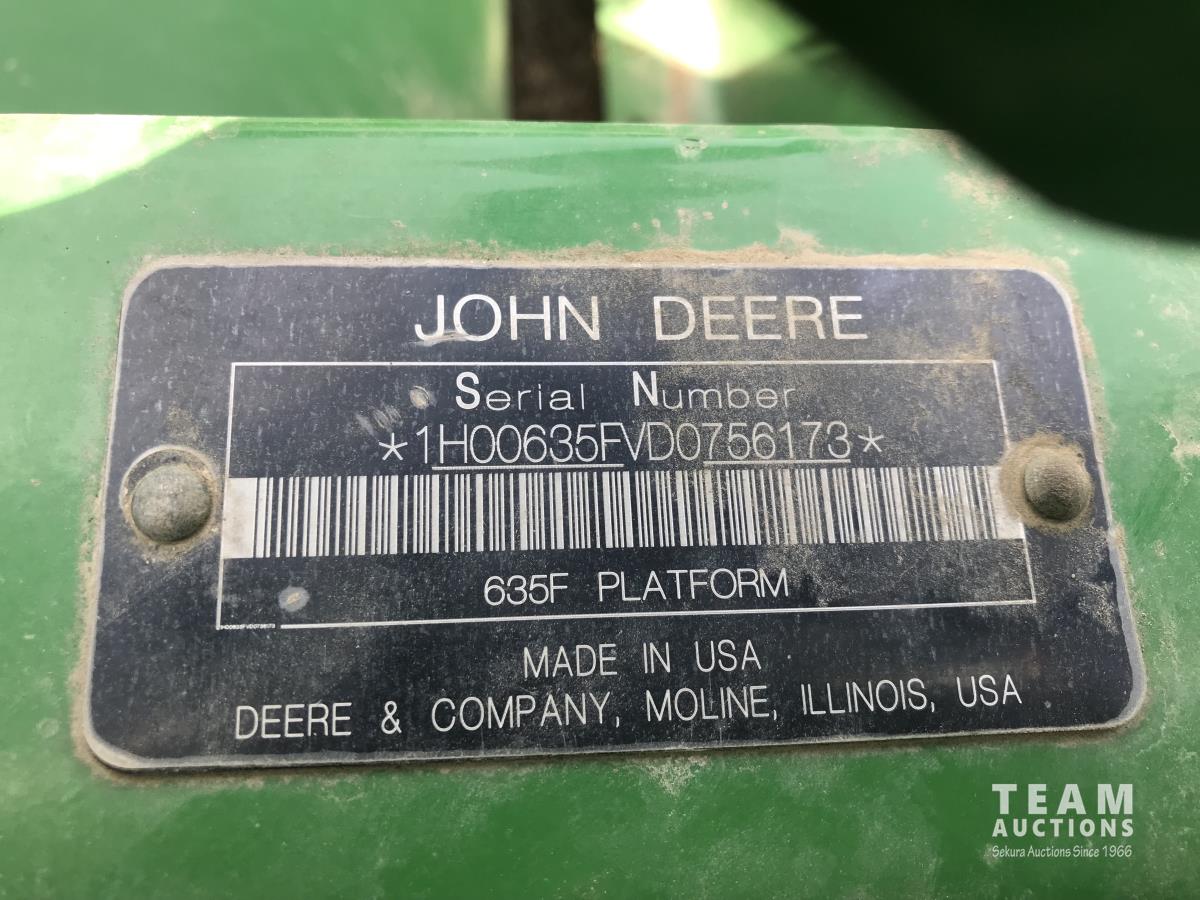 JOHN DEERE
Serial Number
*1H00635FVD0756173*
635F PLATFORM
1H00635FVD0756173
MADE IN USA
DEERE & COMPANY, MOLINE, ILLINOIS, USA
TEAM
AUCTIONS
Sekura Auctions Since 1966